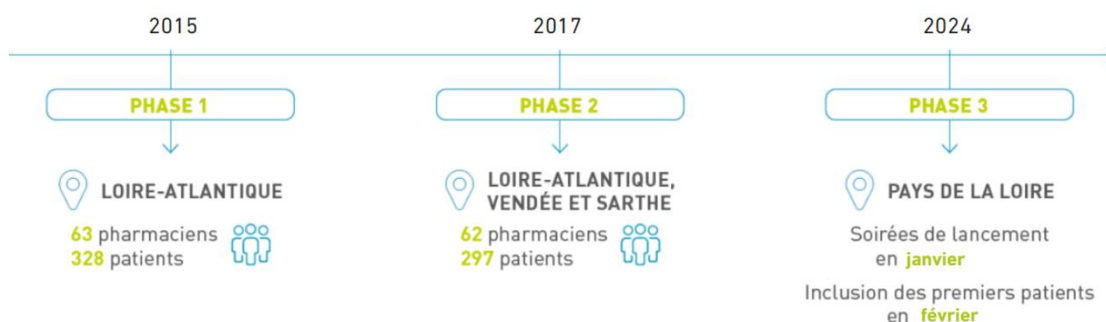 2015
PHASE 1
LOIRE-ATLANTIQUE
63 pharmaciens
328 patients
2017
PHASE 2
LOIRE-ATLANTIQUE,
VENDÉE ET SARTHE
62 pharmaciens
297 patients
2024
PHASE 3
PAYS DE LA LOIRE
Soirées de lancement
en janvier
Inclusion des premiers patients
en février